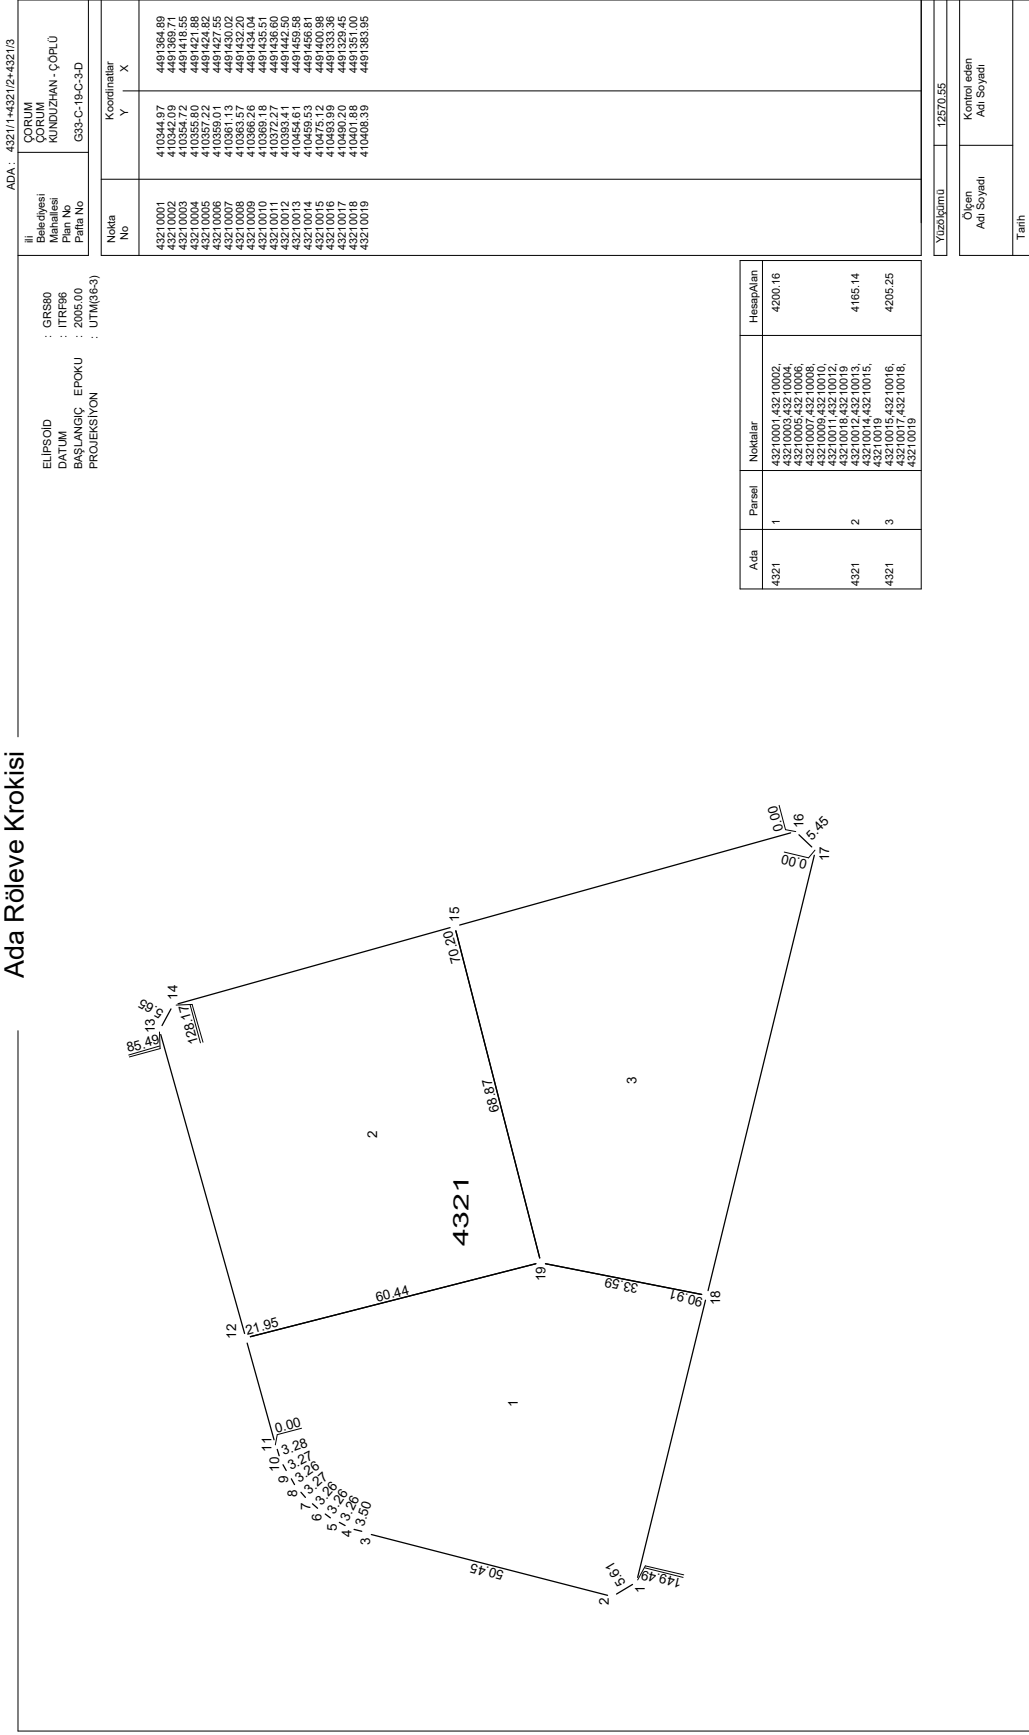 Ada Röleve Krokisi
ADA : 4321/1+4321/2+4321/3
ELİPSOİD : GRS80
DATUM : ITRF96
BAŞLANGIÇ EPOKU : 2005.00
PROJEKSİYON : UTM(36-3)
İli ÇORUM
Belediyesi ÇORUM
Mahallesi KUNDUZHAN - ÇÖPLÜ
Plan No
Pafta No G33-C-19-C-3-D
Nokta No Koordinatlar
Y X
43210001 410344.97 4491364.89
43210002 410342.09 4491369.71
43210003 410354.72 4491418.55
43210004 410355.80 4491421.88
43210005 410357.22 4491424.82
43210006 410359.01 4491427.55
43210007 410361.13 4491430.02
43210008 410363.57 4491432.20
43210009 410366.26 4491434.04
43210010 410369.18 4491435.51
43210011 410372.27 4491436.60
43210012 410393.41 4491442.50
43210013 410454.61 4491459.58
43210014 410459.53 4491456.81
43210015 410475.12 4491400.98
43210016 410493.99 4491333.36
43210017 410490.20 4491329.45
43210018 410401.88 4491351.00
43210019 410408.39 4491383.95
13
5.65
14
85.49
128.17
12
21.95
2
11
0.00
10
3.28
9
3.27
8
3.26
7
3.27
6
3.26
5
3.26
4
3.26
3
3.50
60.44
4321
70.20
15
68.87
19
1
33.59
3
50.45
2
5.61
1
149.49
90.91
18
0.00
16
5.45
0.00
17
Ada Parsel Noktalar HesapAlan
4321 1 43210001,43210002, 4200.16
43210003,43210004,
43210005,43210006,
43210007,43210008,
43210009,43210010,
43210011,43210012,
43210018,43210019
4321 2 43210012,43210013, 4165.14
43210014,43210015,
43210019
4321 3 43210015,43210016, 4205.25
43210017,43210018,
43210019
Yüzölçümü 12570.55
Ölçen Kontrol eden
Adı Soyadı Adı Soyadı
Tarih